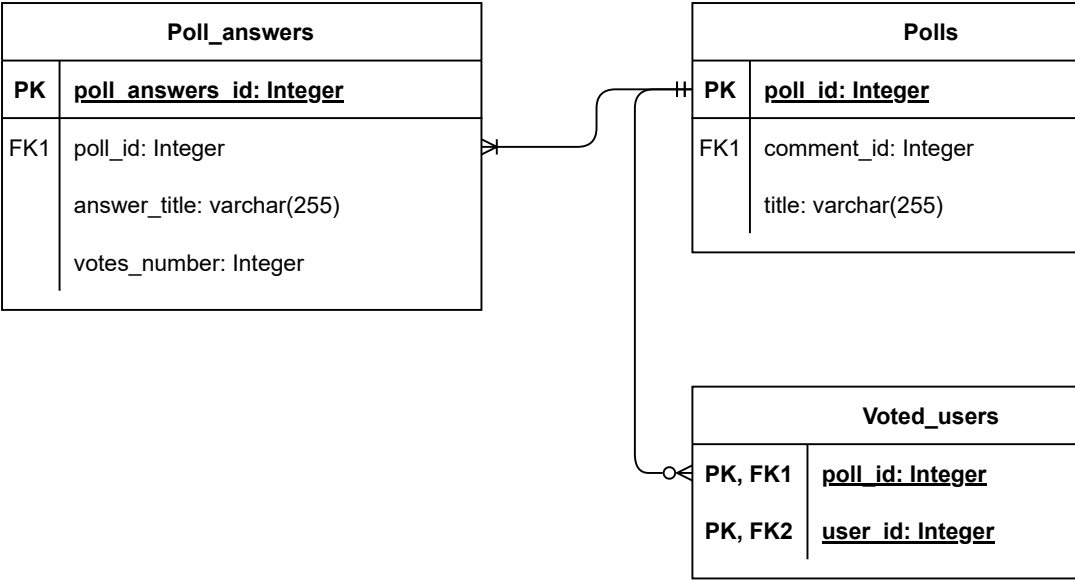 Poll_answers
PK poll_answers_id: Integer
FK1 poll_id: Integer
answer_title: varchar(255)
votes_number: Integer
Polls
PK poll_id: Integer
FK1 comment_id: Integer
title: varchar(255)
Voted_users
PK, FK1 poll_id: Integer
PK, FK2 user_id: Integer